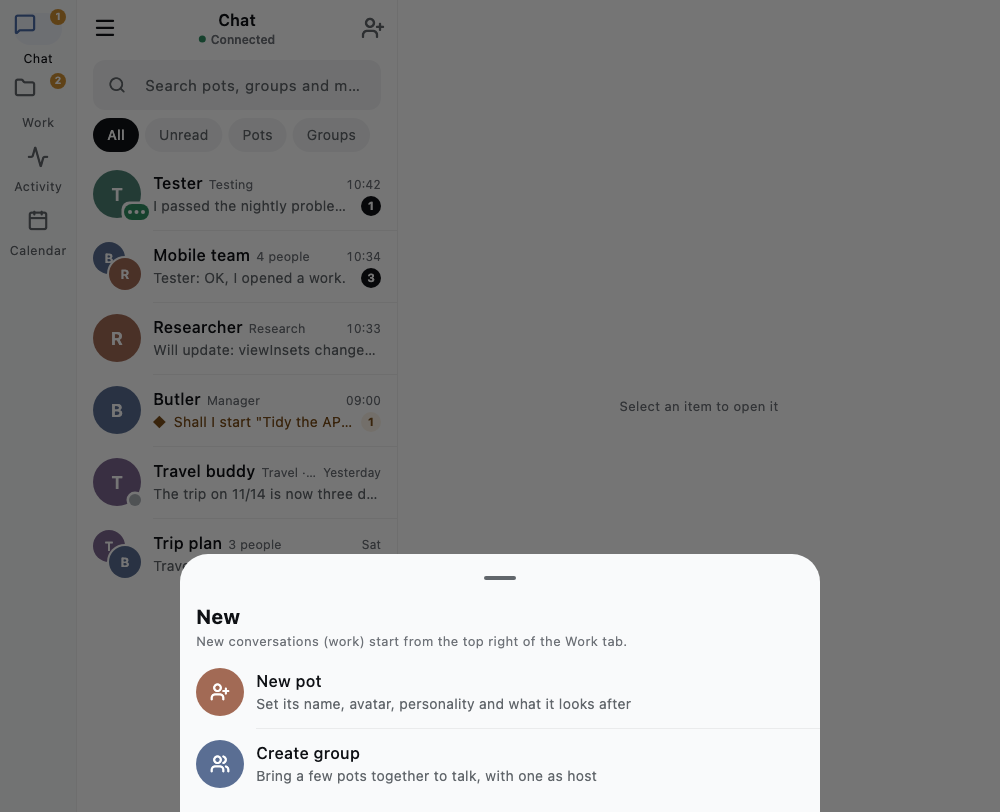 1
Chat
2
Work
Activity
Calendar
Chat
Connected
Search pots, groups and m...
All
Unread
Pots
Groups
T
Tester Testing 10:42
I passed the nightly proble... 1
B
R
Mobile team 4 people 10:34
Tester: OK, I opened a work. 3
R
Researcher Research 10:33
Will update: viewInsets change...
B
Butler Manager 09:00
Shall I start "Tidy the AP... 1
T
Travel buddy Travel ·... Yesterday
The trip on 11/14 is now three d...
T
B
Trip plan 3 people Sat
Trave
Select an item to open it
New
New conversations (work) start from the top right of the Work tab.
New pot
Set its name, avatar, personality and what it looks after
Create group
Bring a few pots together to talk, with one as host